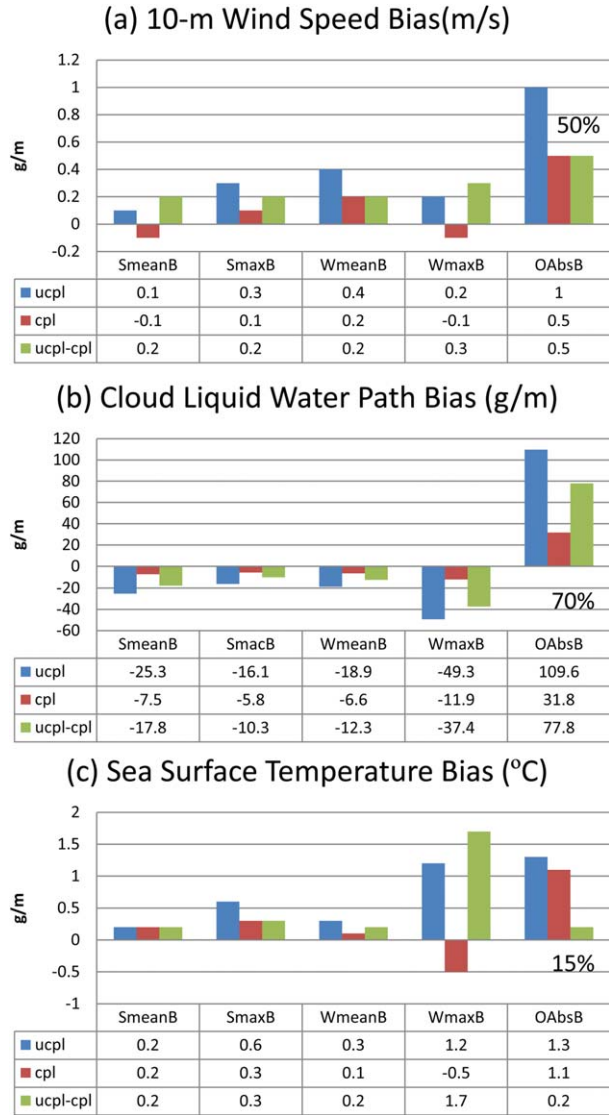 (a) 10-m Wind Speed Bias(m/s)
1.2
1
0.8
0.6
0.4
0.2
0
-0.2
g/m
50%
SmeanB SmaxB WmeanB WmaxB OAbsB
ucpl 0.1 0.3 0.4 0.2 1
cpl -0.1 0.1 0.2 -0.1 0.5
ucpl-cpl 0.2 0.2 0.2 0.3 0.5
(b) Cloud Liquid Water Path Bias (g/m)
120
100
80
60
40
20
0
-20
-40
-60
g/m
70%
SmeanB SmacB WmeanB WmaxB OAbsB
ucpl -25.3 -16.1 -18.9 -49.3 109.6
cpl -7.5 -5.8 -6.6 -11.9 31.8
ucpl-cpl -17.8 -10.3 -12.3 -37.4 77.8
(c) Sea Surface Temperature Bias (°C)
2
1.5
1
0.5
0
-0.5
-1
g/m
15%
SmeanB SmaxB WmeanB WmaxB OAbsB
ucpl 0.2 0.6 0.3 1.2 1.3
cpl 0.2 0.3 0.1 -0.5 1.1
ucpl-cpl 0.2 0.3 0.2 1.7 0.2